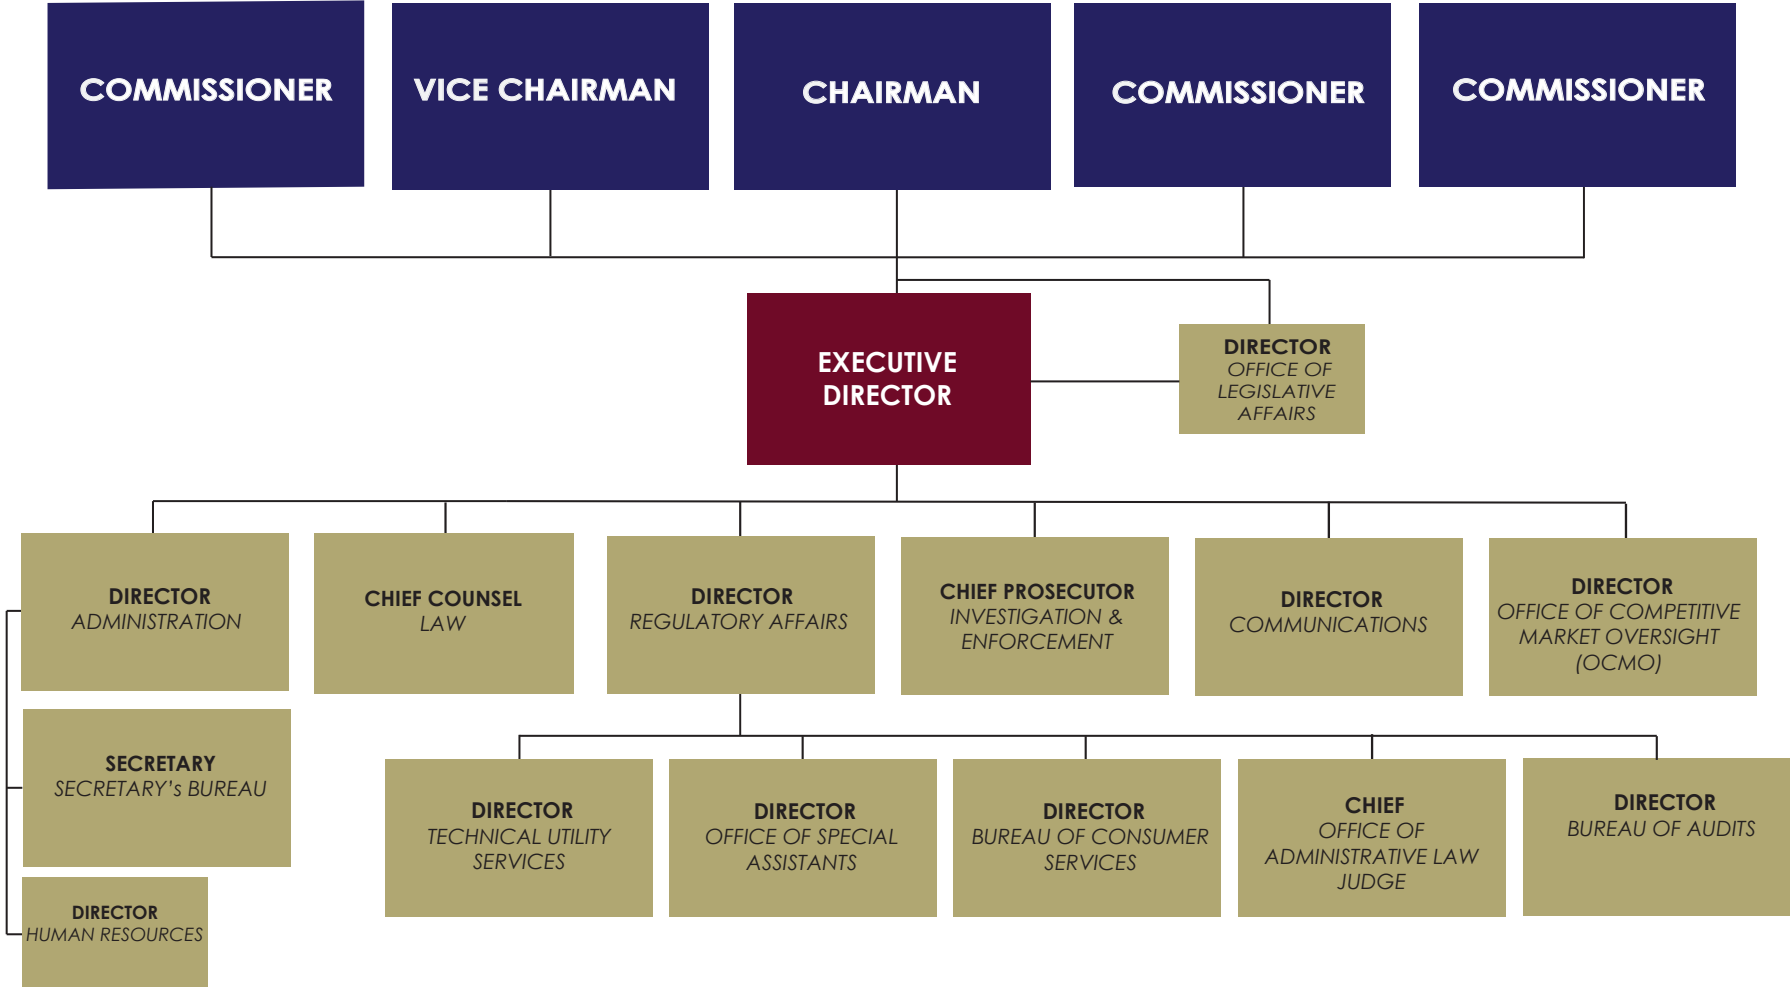 COMMISSIONER
VICE CHAIRMAN
CHAIRMAN
COMMISSIONER
COMMISSIONER
EXECUTIVE
DIRECTOR
DIRECTOR
OFFICE OF
LEGISLATIVE
AFFAIRS
DIRECTOR
ADMINISTRATION
CHIEF COUNSEL
LAW
DIRECTOR
REGULATORY AFFAIRS
CHIEF PROSECUTOR
INVESTIGATION &
ENFORCEMENT
DIRECTOR
COMMUNICATIONS
DIRECTOR
OFFICE OF COMPETITIVE
MARKET OVERSIGHT
(OCMO)
SECRETARY
SECRETARY's BUREAU
DIRECTOR
HUMAN RESOURCES
DIRECTOR
TECHNICAL UTILITY
SERVICES
DIRECTOR
OFFICE OF SPECIAL
ASSISTANTS
DIRECTOR
BUREAU OF CONSUMER
SERVICES
CHIEF
OFFICE OF
ADMINISTRATIVE LAW
JUDGE
DIRECTOR
BUREAU OF AUDITS